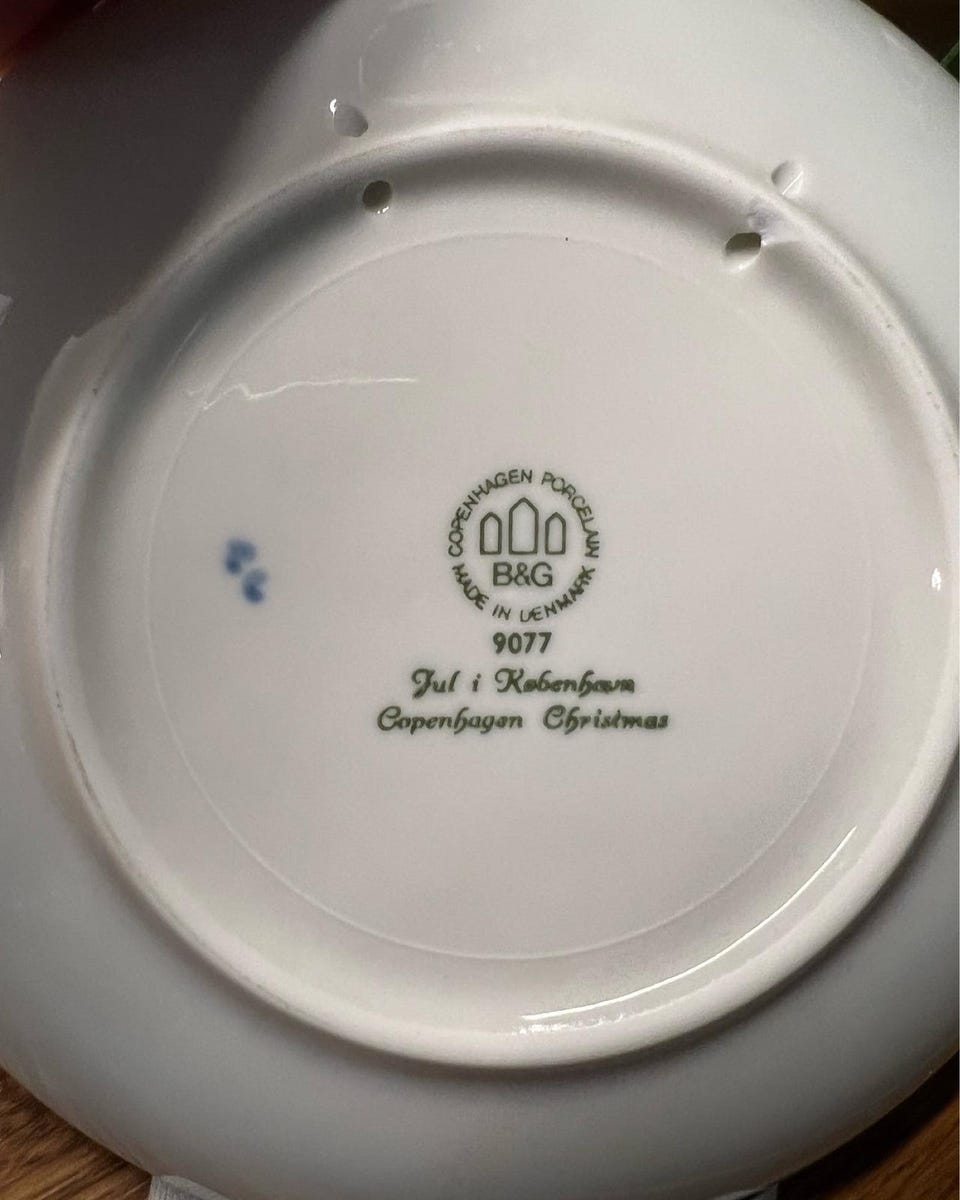 COPENHAGEN PORCELAIN
B&G
MADE IN DENMARK
9077
Jul i København
Copenhagen Christmas